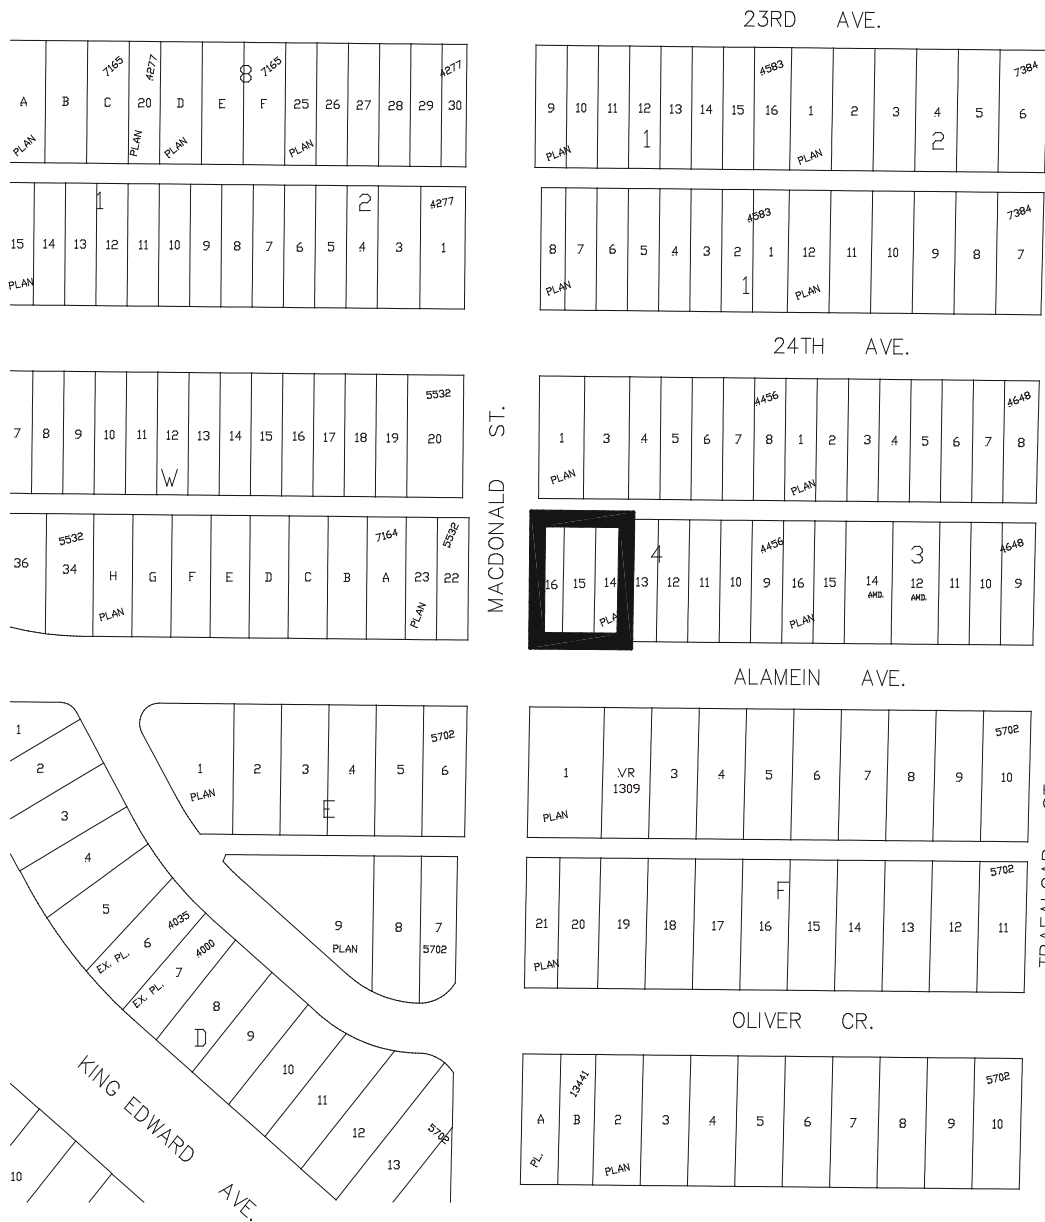 23RD AVE.
7165 4277 8 7165 4277
A B C 20 D E F 25 26 27 28 29 30
PLAN PLAN PLAN PLAN
4583 7384
9 10 11 12 13 14 15 16 1 2 3 4 5 6
1 2
PLAN PLAN
1 2 4277
15 14 13 12 11 10 9 8 7 6 5 4 3 1
PLAN
4583 7384
8 7 6 5 4 3 2 1 12 11 10 9 8 7
PLAN 1 PLAN
24TH AVE.
5532
7 8 9 10 11 12 13 14 15 16 17 18 19 20
W
MACDONALD ST.
4456 4648
1 3 4 5 6 7 8 1 2 3 4 5 6 7 8
PLAN PLAN
5532 7164 5532
36 34 H G F E D C B A 23 22
PLAN PLAN
4 4456 3 4648
16 15 14 13 12 11 10 9 16 15 14 12 11 10 9
AMD. AMD.
PLAN
ALAMEIN AVE.
1
2
3
4
5
EX. PL. 6 4035
EX. PL. 7 4000
8
D
9
10
11
12
13
5702
5702
1 2 3 4 5 6
PLAN E
9 8 7
PLAN 5702
5702
1 VR 3 4 5 6 7 8 9 10
1309
PLAN
5702
F
21 20 19 18 17 16 15 14 13 12 11
PLAN
OLIVER CR.
13441 5702
A B 2 3 4 5 6 7 8 9 10
PL. PLAN
KING EDWARD AVE.
10